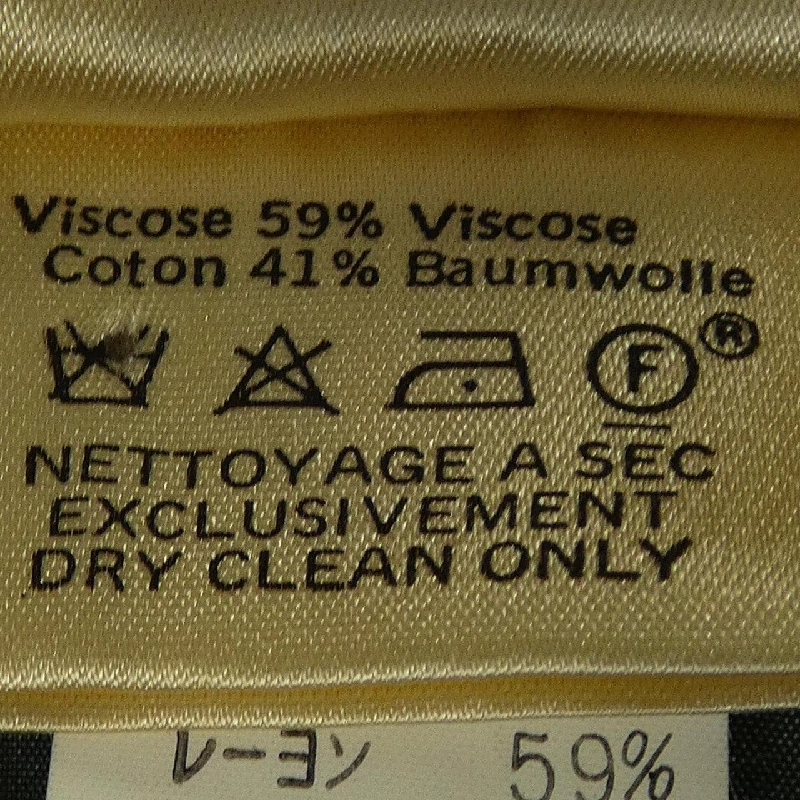 Viscose 59% Viscose
Coton 41% Baumwolle
F ®
NETTOYAGE A SEC
EXCLUSIVEMENT
DRY CLEAN ONLY
レーヨン 59%